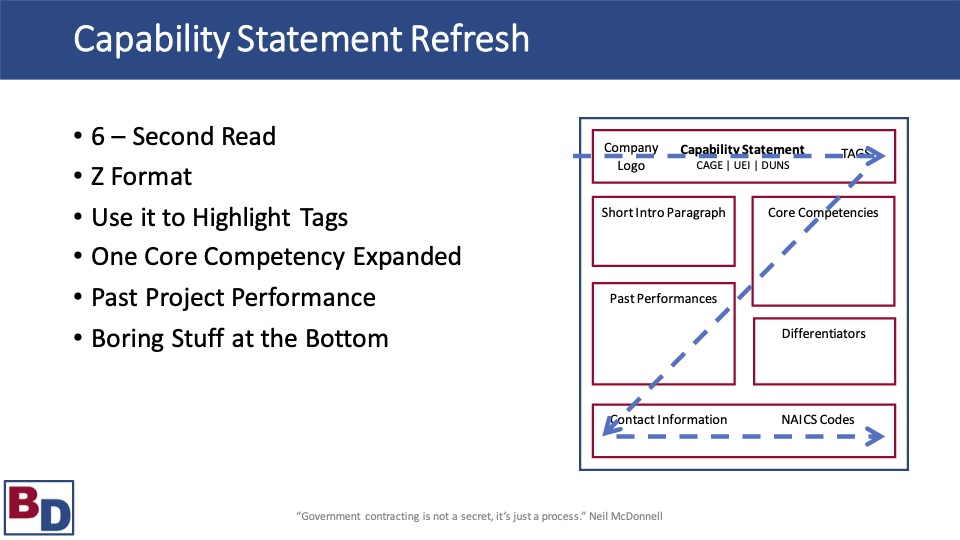 Capability Statement Refresh
• 6 – Second Read
• Z Format
• Use it to Highlight Tags
• One Core Competency Expanded
• Past Project Performance
• Boring Stuff at the Bottom
Company
Logo
Capability Statement
CAGE | UEI | DUNS
TAGS
Short Intro Paragraph
Core Competencies
Past Performances
Differentiators
Contact Information
NAICS Codes
BD
“Government contracting is not a secret, it’s just a process.” Neil McDonnell